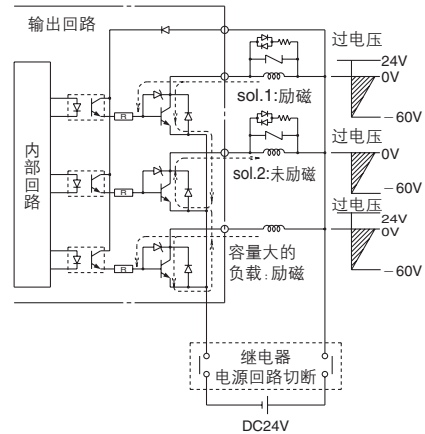 输出回路
过电压
24V
0V
sol.1:励磁
-60V
R
内部回路
过电压
0V
sol.2:未励磁
-60V
R
过电压
24V
0V
容量大的
负载:励磁
-60V
R
继电器
电源回路切断
DC24V